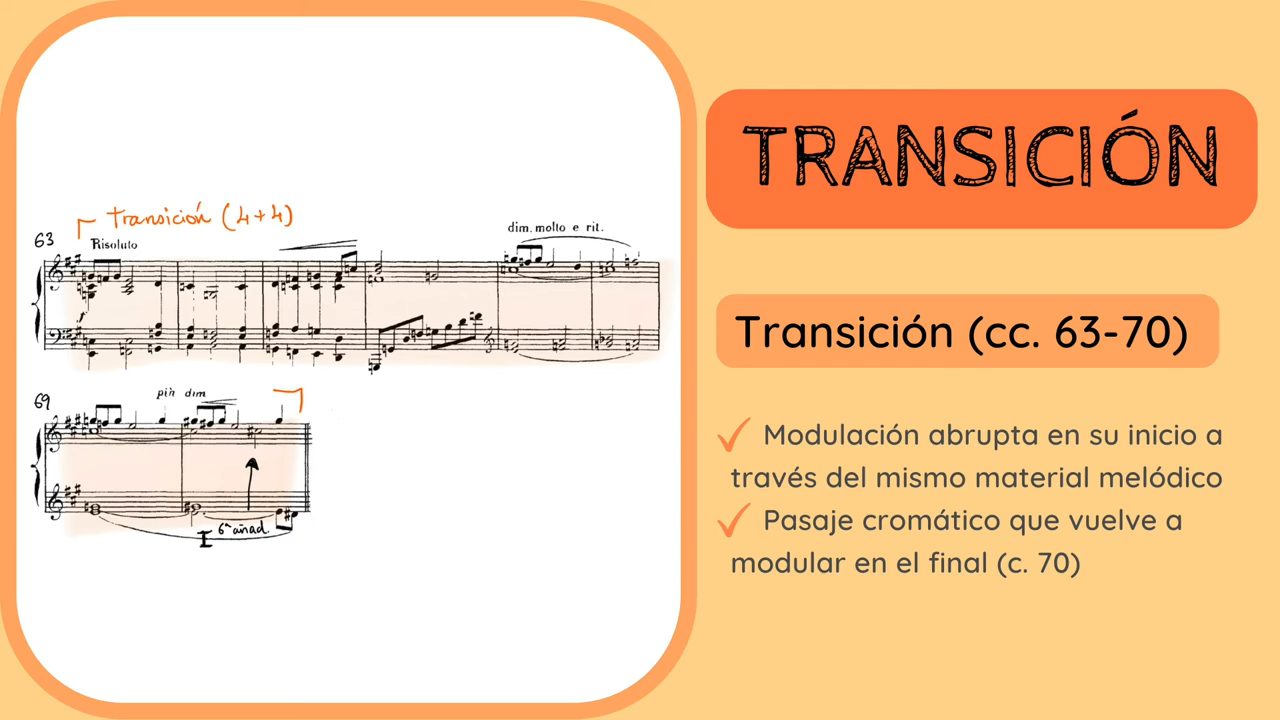 TRANSICIÓN
Transición (cc. 63-70)
Modulación abrupta en su inicio a
través del mismo material melódico
Pasaje cromático que vuelve a
modular en el final (c. 70)
Transición (4+4)
63
Risoluto
dim. molto e rit.
f
69
più dim.
6ª añad.
I